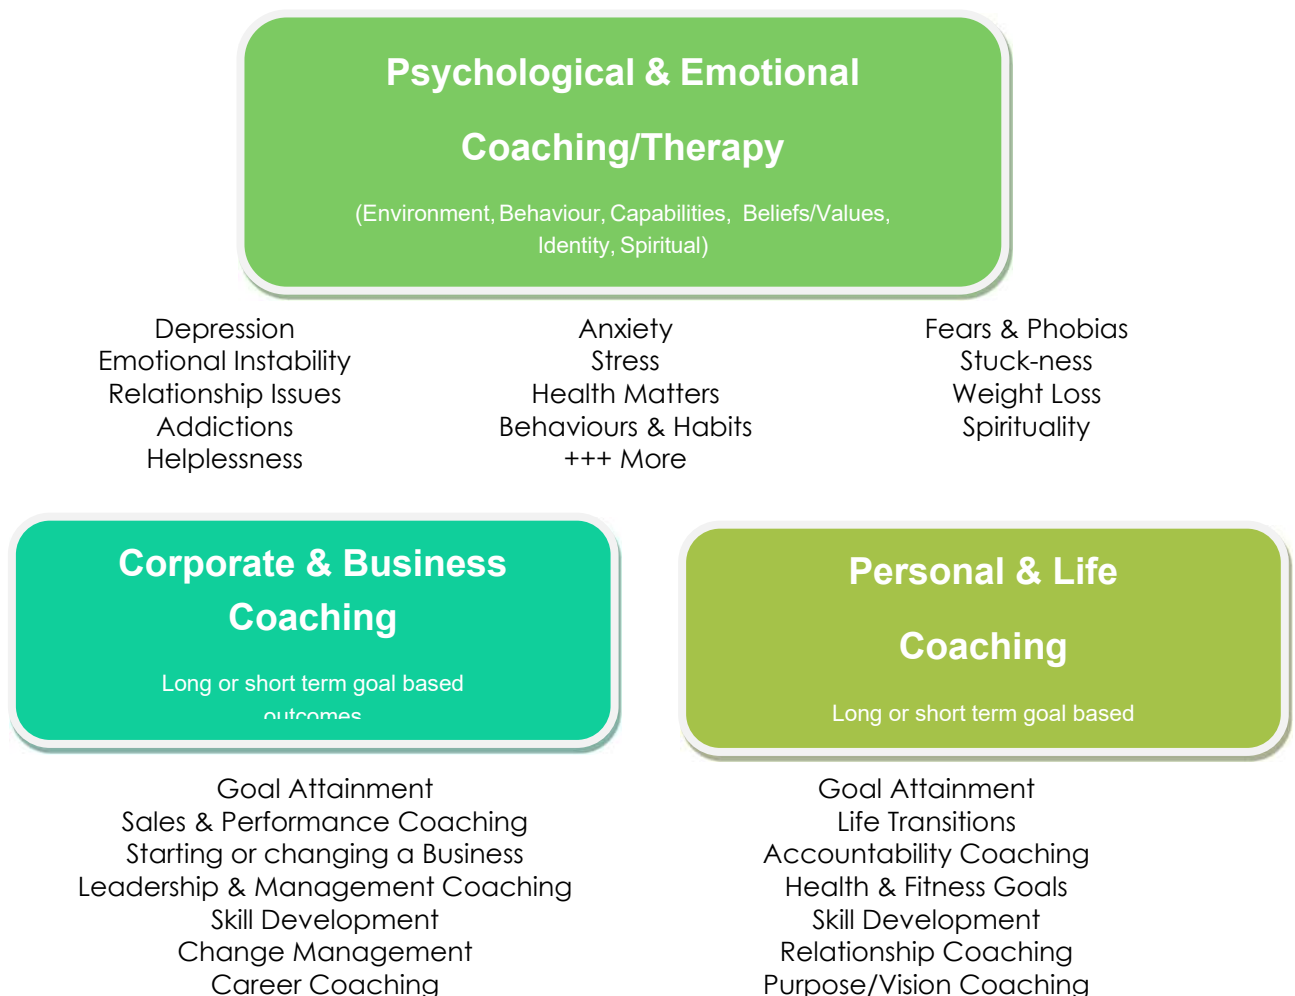 Psychological & Emotional
Coaching/Therapy
(Environment, Behaviour, Capabilities, Beliefs/Values,
Identity, Spiritual)
Depression
Emotional Instability
Relationship Issues
Addictions
Helplessness
Anxiety
Stress
Health Matters
Behaviours & Habits
+++ More
Fears & Phobias
Stuck-ness
Weight Loss
Spirituality
Corporate & Business
Coaching
Long or short term goal based
outcomes
Goal Attainment
Sales & Performance Coaching
Starting or changing a Business
Leadership & Management Coaching
Skill Development
Change Management
Career Coaching
Personal & Life
Coaching
Long or short term goal based
Goal Attainment
Life Transitions
Accountability Coaching
Health & Fitness Goals
Skill Development
Relationship Coaching
Purpose/Vision Coaching